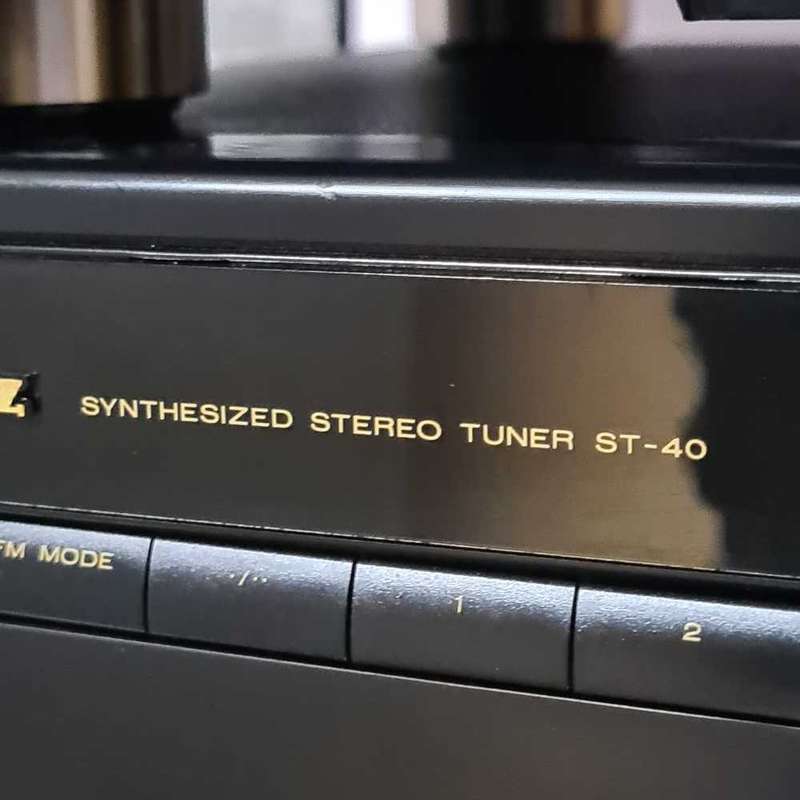 SYNTHESIZED STEREO TUNER ST-40
FM MODE
·/··
1
2